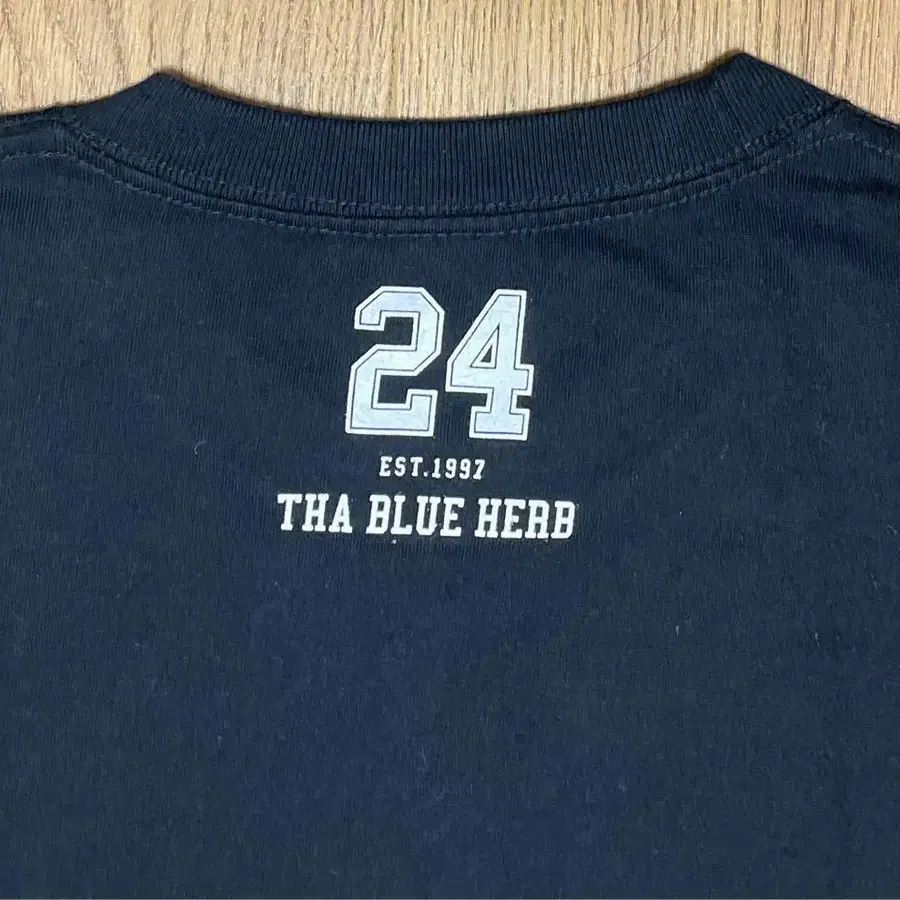 24
EST.1997
THA BLUE HERB